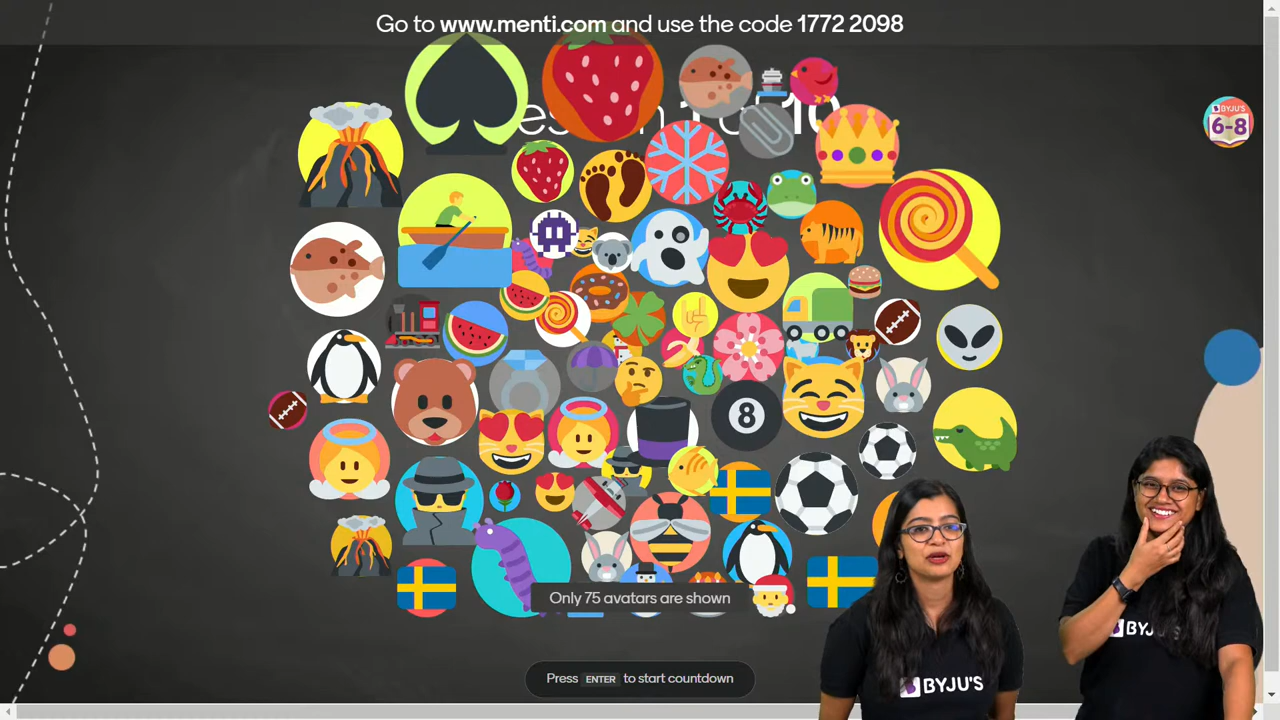 Go to www.menti.com and use the code 1772 2098
BYJU'S
6-8
10
8
Only 75 avatars are shown
Press ENTER to start countdown
BYJU'S
BYJU'S